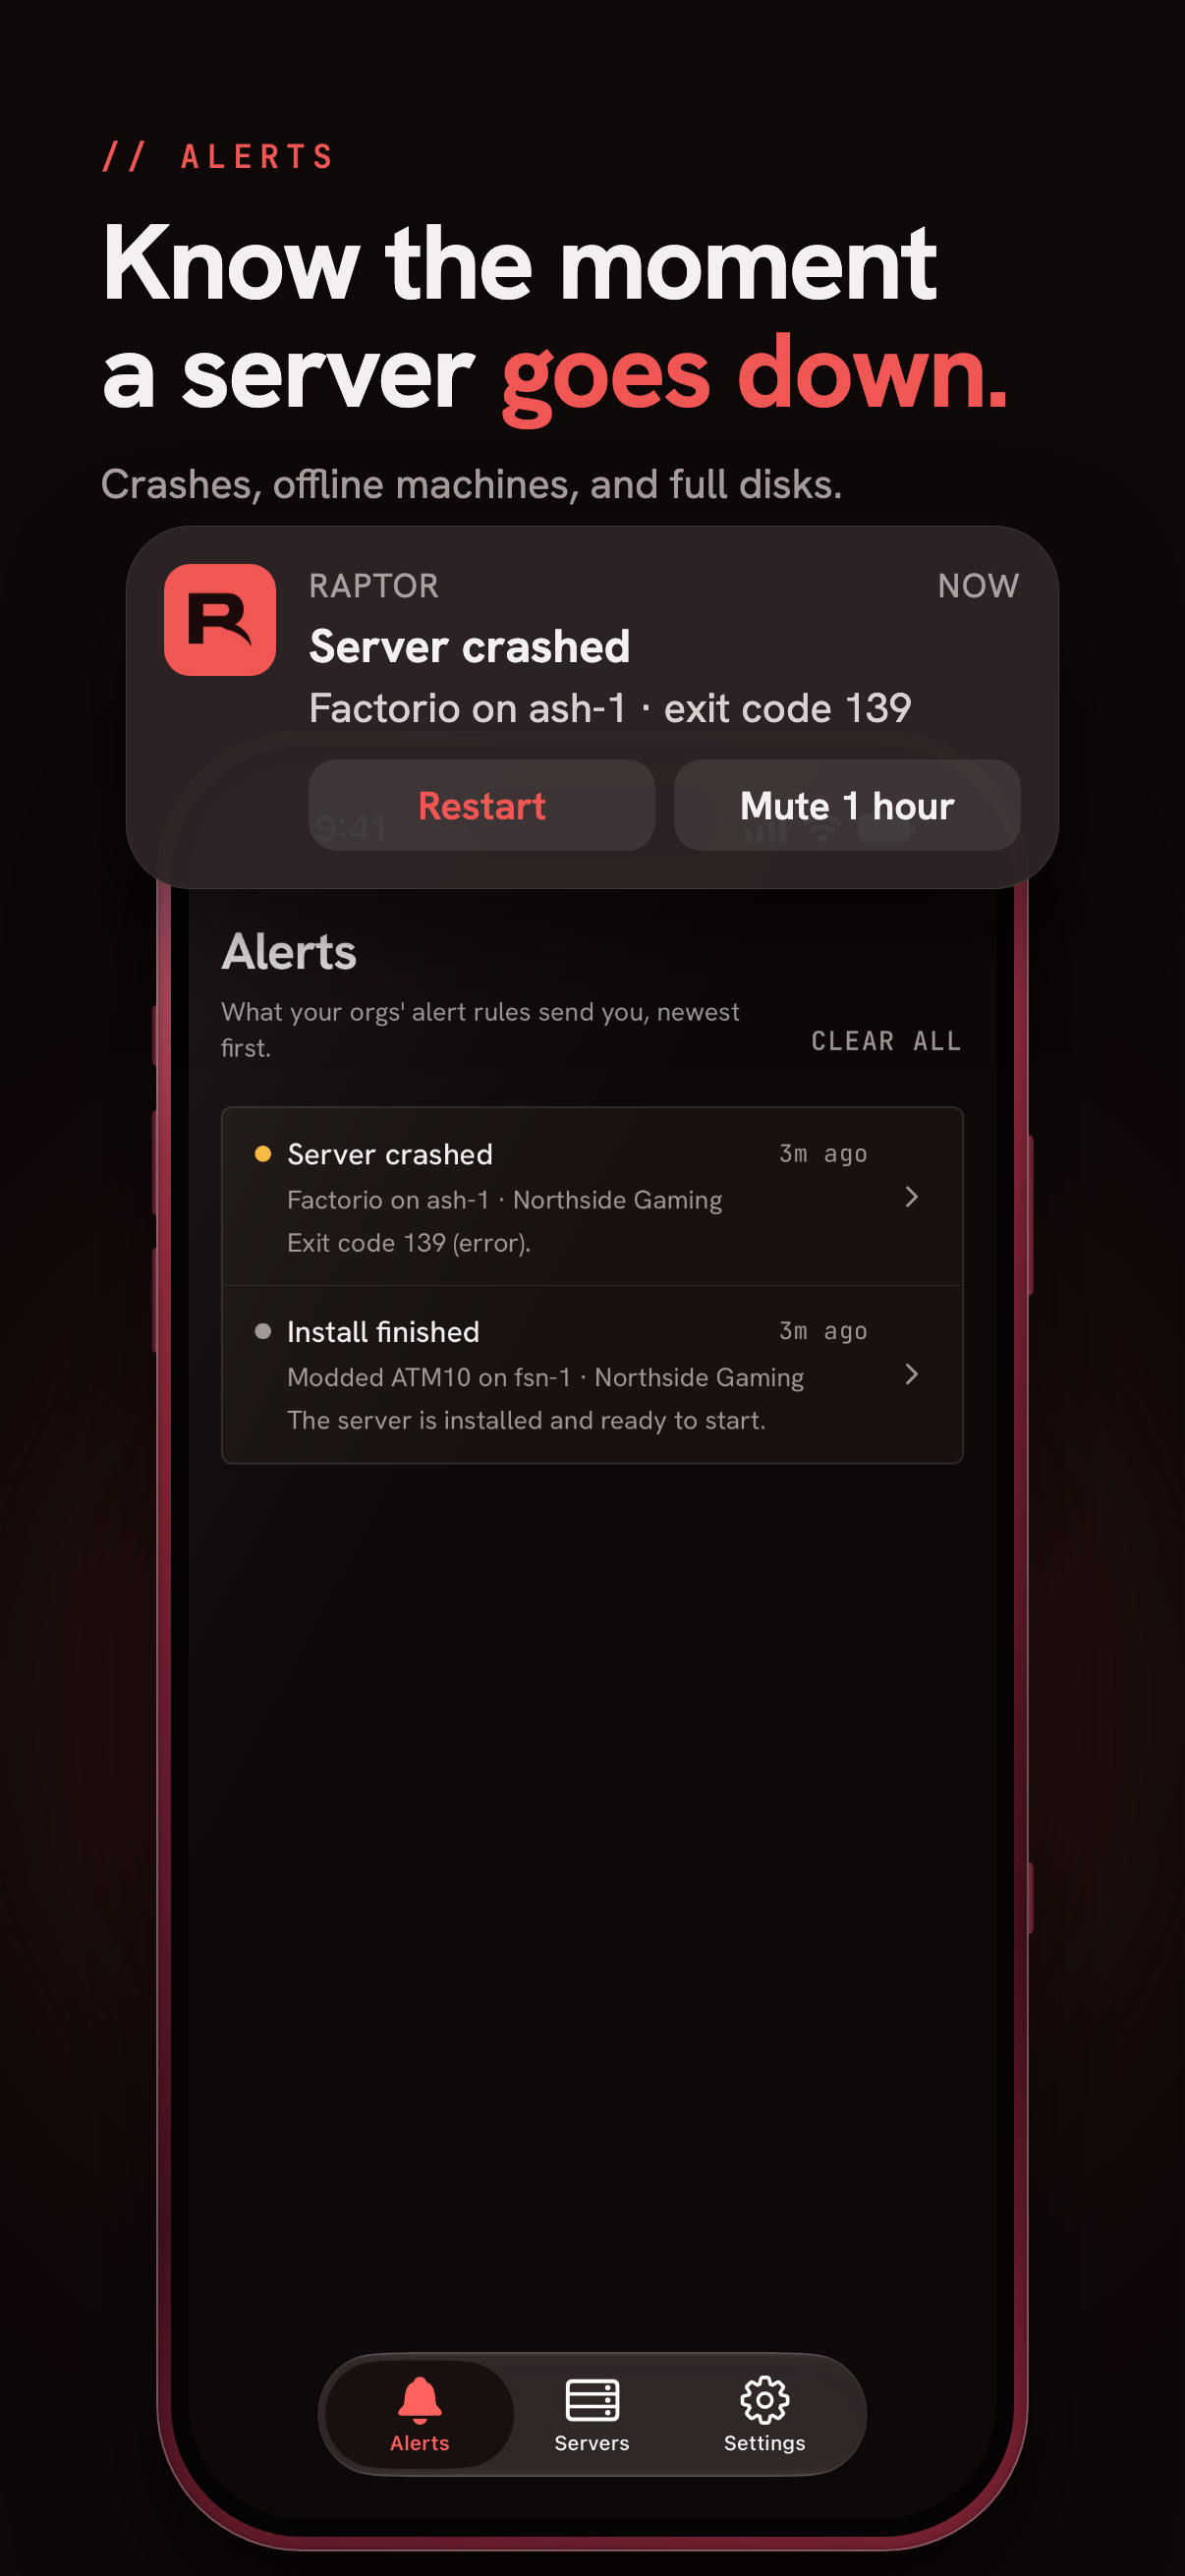 // ALERTS
Know the moment
a server goes down.
Crashes, offline machines, and full disks.
RAPTOR NOW
Server crashed
Factorio on ash-1 · exit code 139
Restart Mute 1 hour
9:41
Alerts
What your orgs' alert rules send you, newest
first.
CLEAR ALL
Server crashed 3m ago
Factorio on ash-1 · Northside Gaming
Exit code 139 (error).
Install finished 3m ago
Modded ATM10 on fsn-1 · Northside Gaming
The server is installed and ready to start.
Alerts Servers Settings